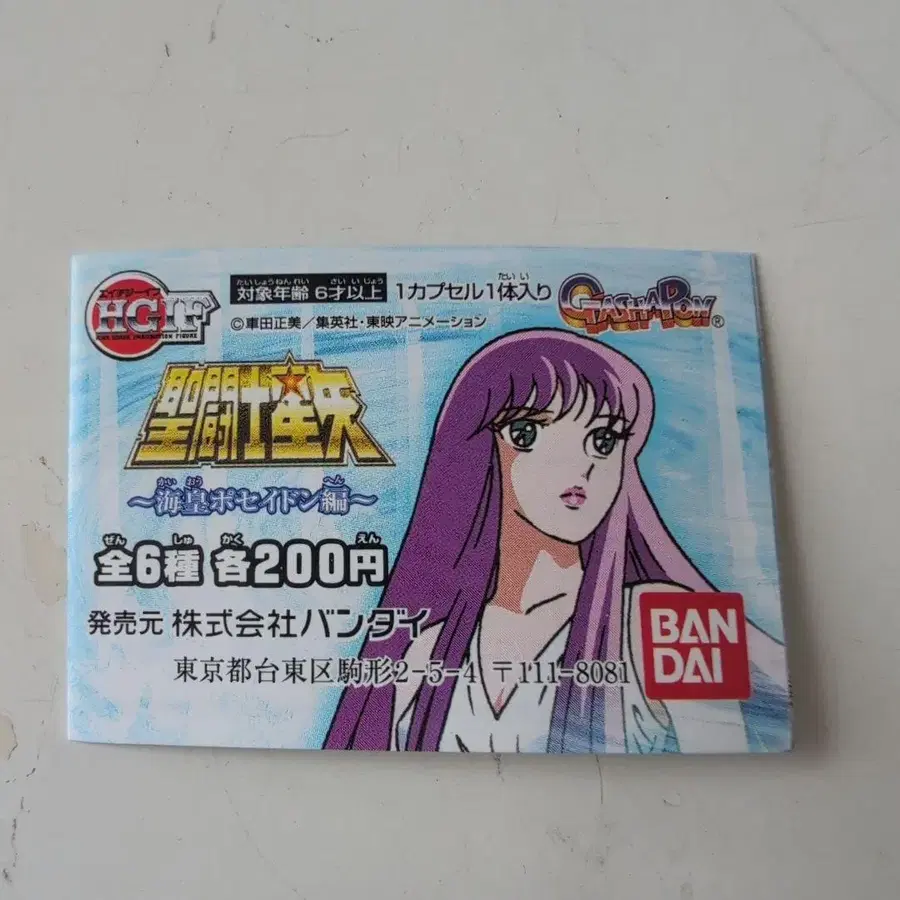 エイチジーイフ
HGIF
HIGH GRADE IMAGINATION FIGURE
たいしょうねんれい さいいじょう
対象年齢 6才以上
たいい
1カプセル1体入り
GASHAPON®
©車田正美/集英社・東映アニメーション
聖闘士星矢
かいおう へん
〜海皇ポセイドン編〜
ぜん しゅ かく えん
全6種 各200円
発売元 株式会社バンダイ
東京都台東区駒形2-5-4 〒111-8081
BAN
DAI